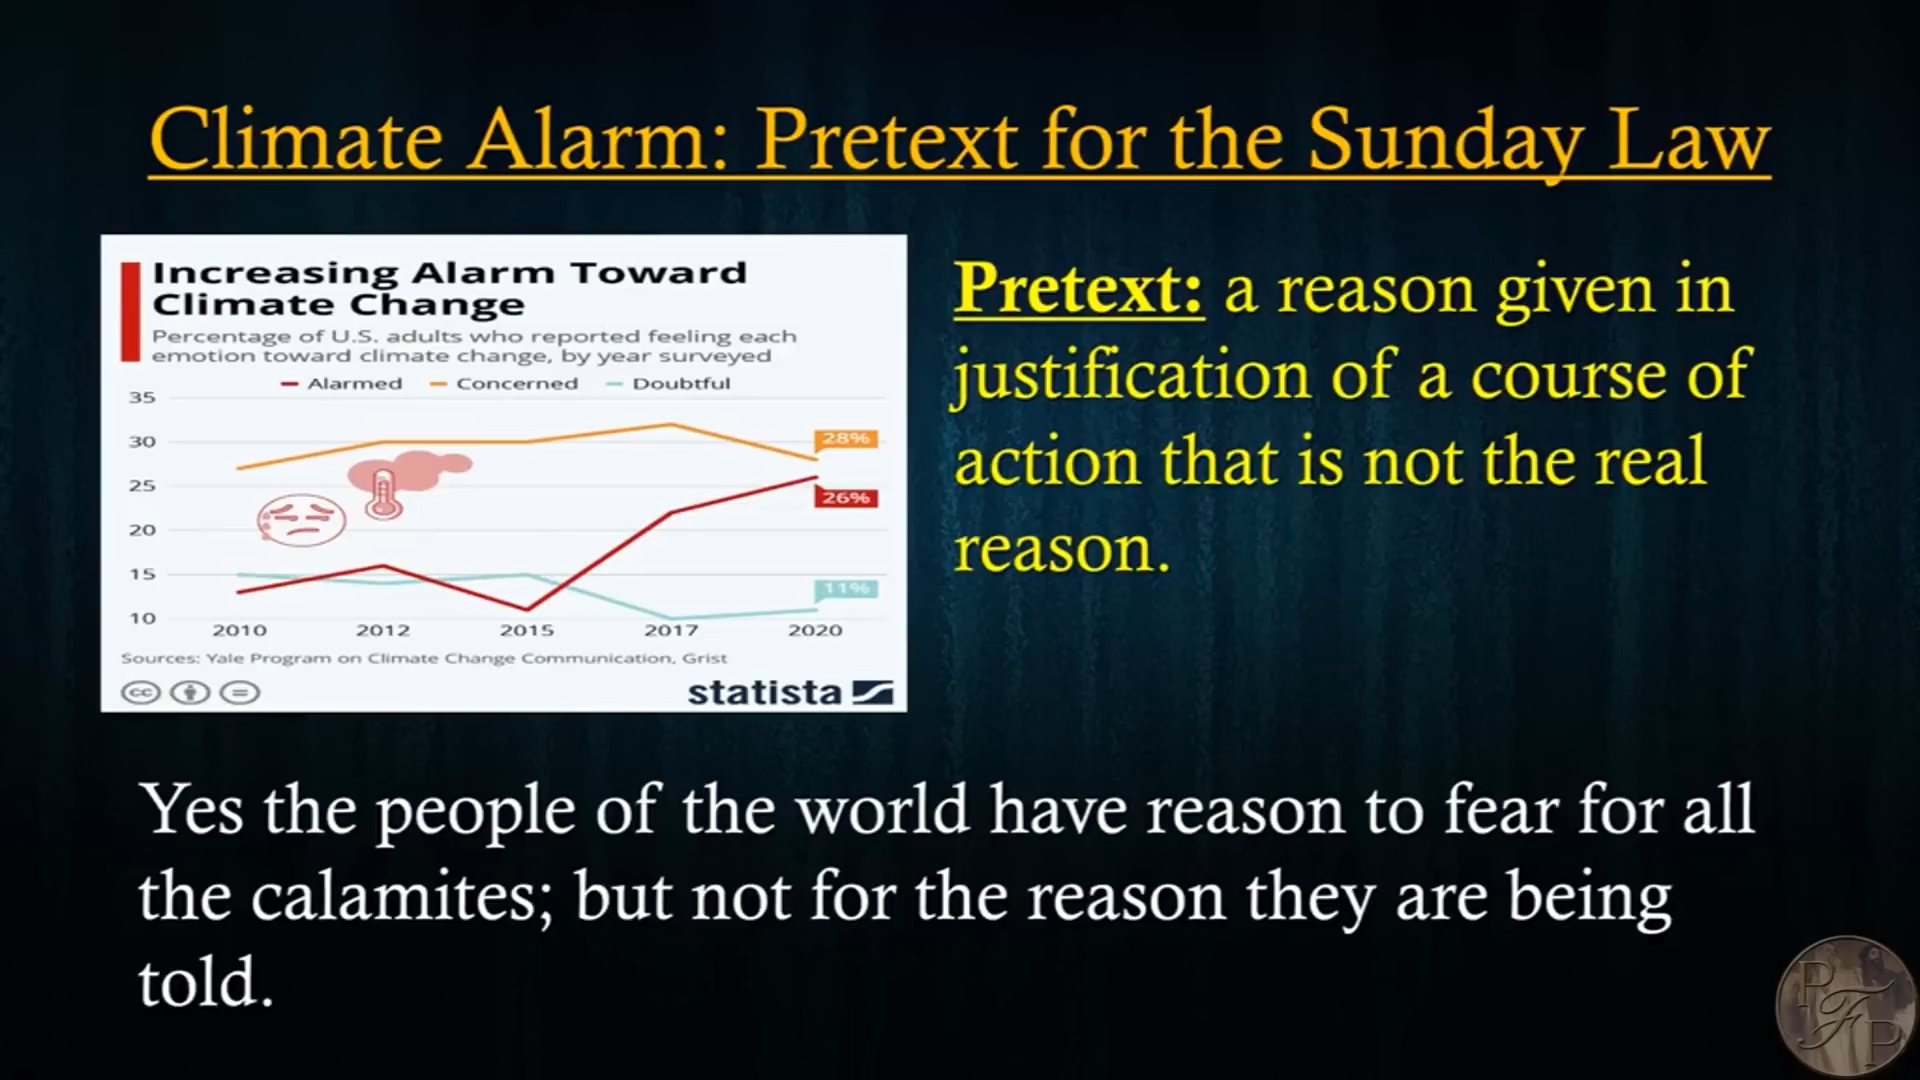 Climate Alarm: Pretext for the Sunday Law
Increasing Alarm Toward
Climate Change
Percentage of U.S. adults who reported feeling each
emotion toward climate change, by year surveyed
Alarmed Concerned Doubtful
35
30
25
20
15
10
28%
26%
11%
2010 2012 2015 2017 2020
Sources: Yale Program on Climate Change Communication, Grist
cc
statista
Pretext: a reason given in
justification of a course of
action that is not the real
reason.
Yes the people of the world have reason to fear for all
the calamites; but not for the reason they are being
told.
PFP